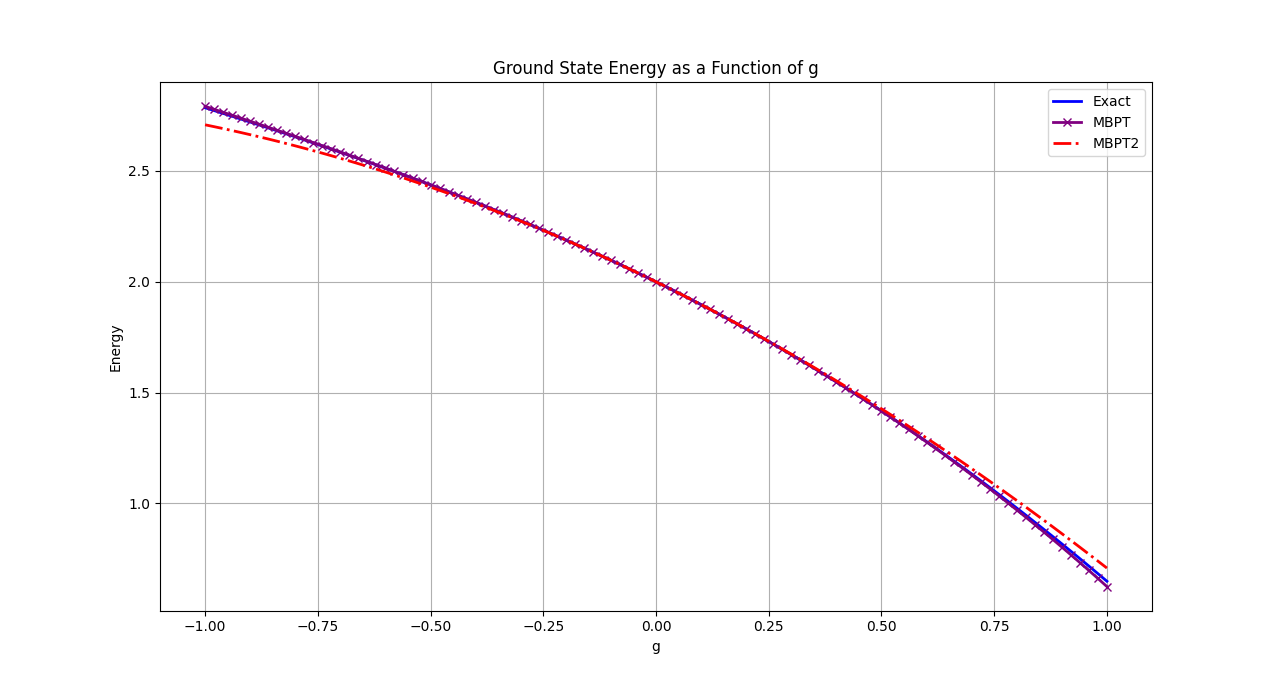 Ground State Energy as a Function of g
Exact
MBPT
MBPT2
Energy
2.5
2.0
1.5
1.0
−1.00 −0.75 −0.50 −0.25 0.00 0.25 0.50 0.75 1.00
g